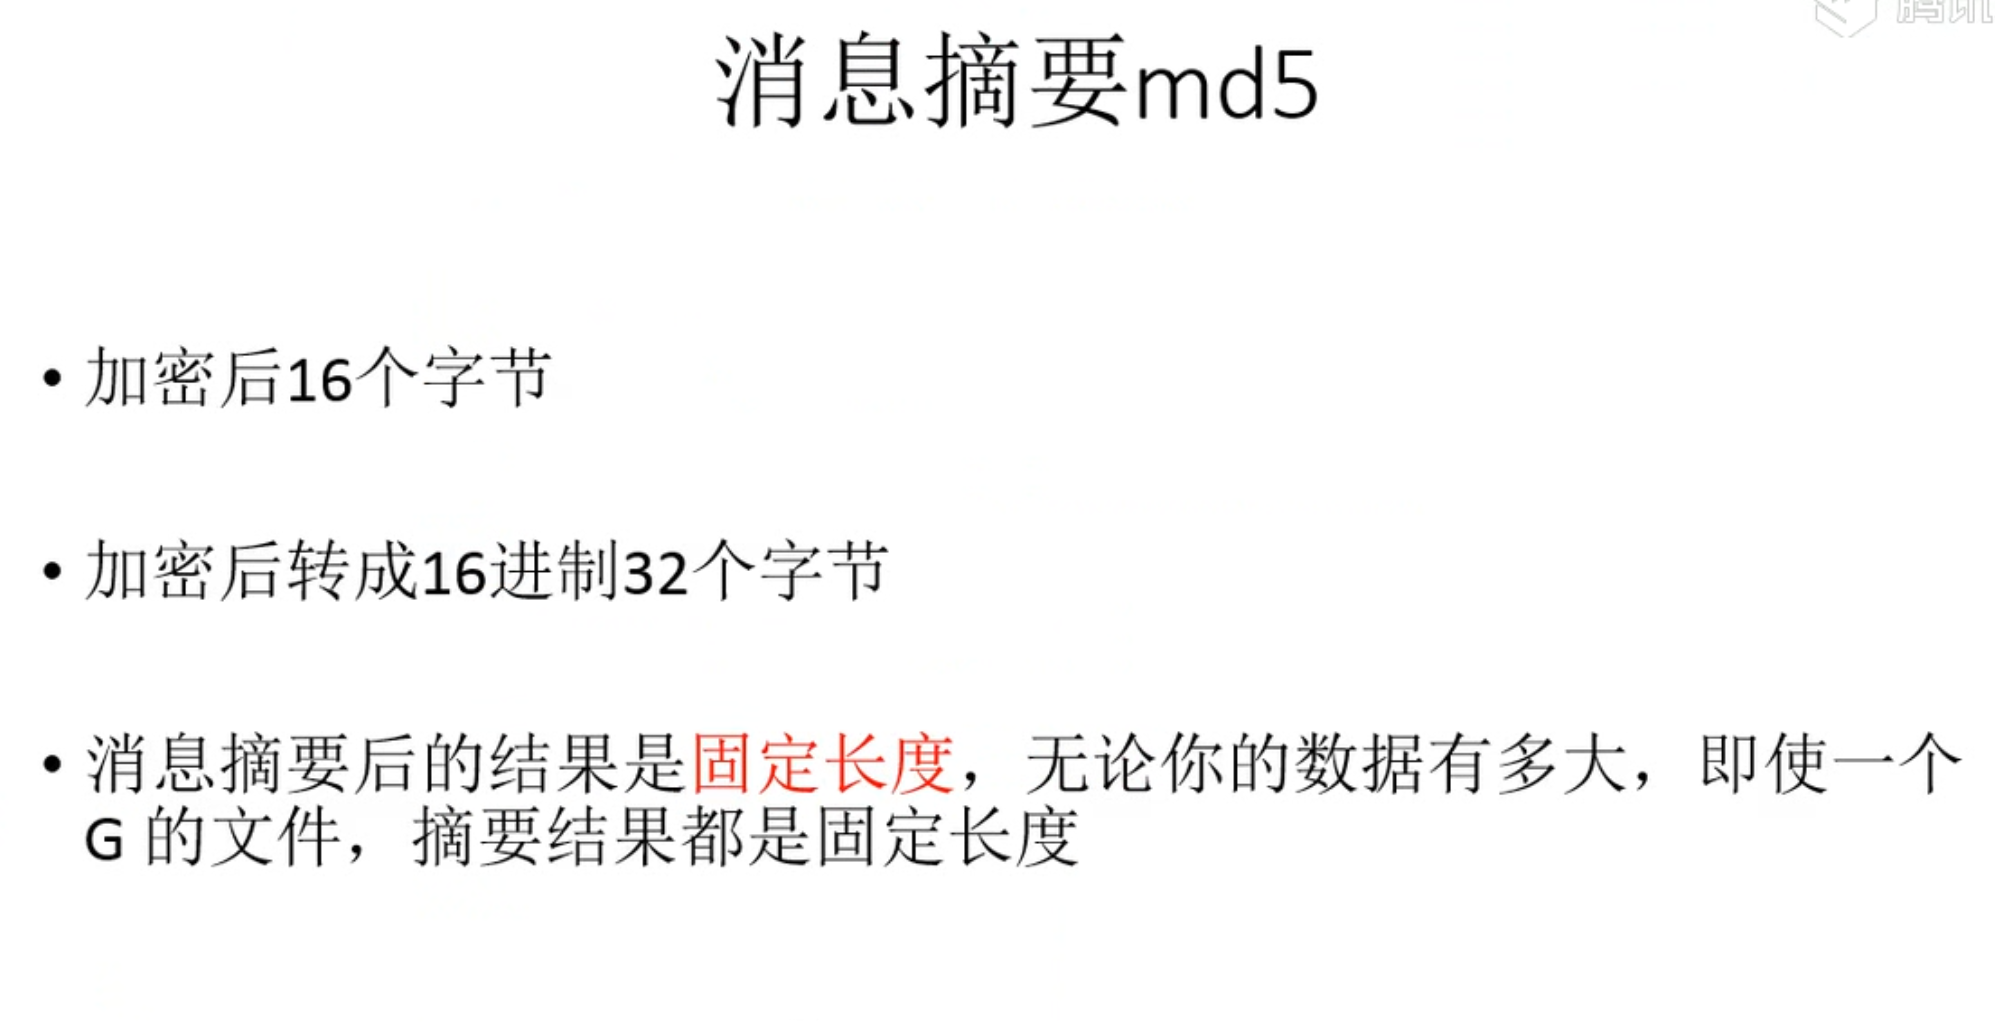 腾讯
消息摘要md5
• 加密后16个字节
• 加密后转成16进制32个字节
• 消息摘要后的结果是固定长度，无论你的数据有多大，即使一个
G 的文件，摘要结果都是固定长度